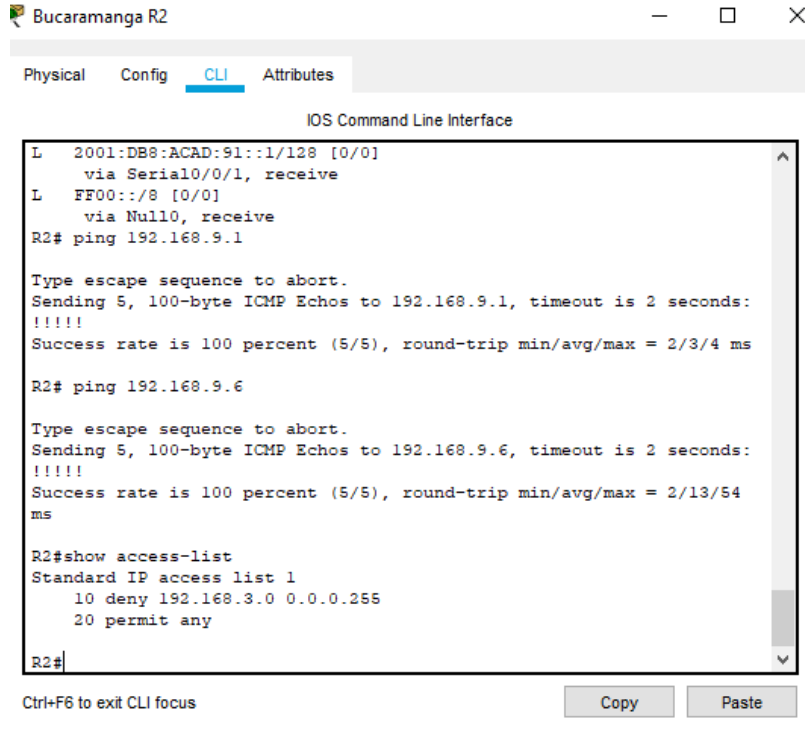 Bucaramanga R2
Physical Config CLI Attributes
IOS Command Line Interface
L   2001:DB8:ACAD:91::1/128 [0/0]
     via Serial0/0/1, receive
L   FF00::/8 [0/0]
     via Null0, receive
R2# ping 192.168.9.1
Type escape sequence to abort.
Sending 5, 100-byte ICMP Echos to 192.168.9.1, timeout is 2 seconds:
!!!!!
Success rate is 100 percent (5/5), round-trip min/avg/max = 2/3/4 ms
R2# ping 192.168.9.6
Type escape sequence to abort.
Sending 5, 100-byte ICMP Echos to 192.168.9.6, timeout is 2 seconds:
!!!!!
Success rate is 100 percent (5/5), round-trip min/avg/max = 2/13/54
ms
R2#show access-list
Standard IP access list 1
    10 deny 192.168.3.0 0.0.0.255
    20 permit any
R2#
Ctrl+F6 to exit CLI focus
Copy Paste